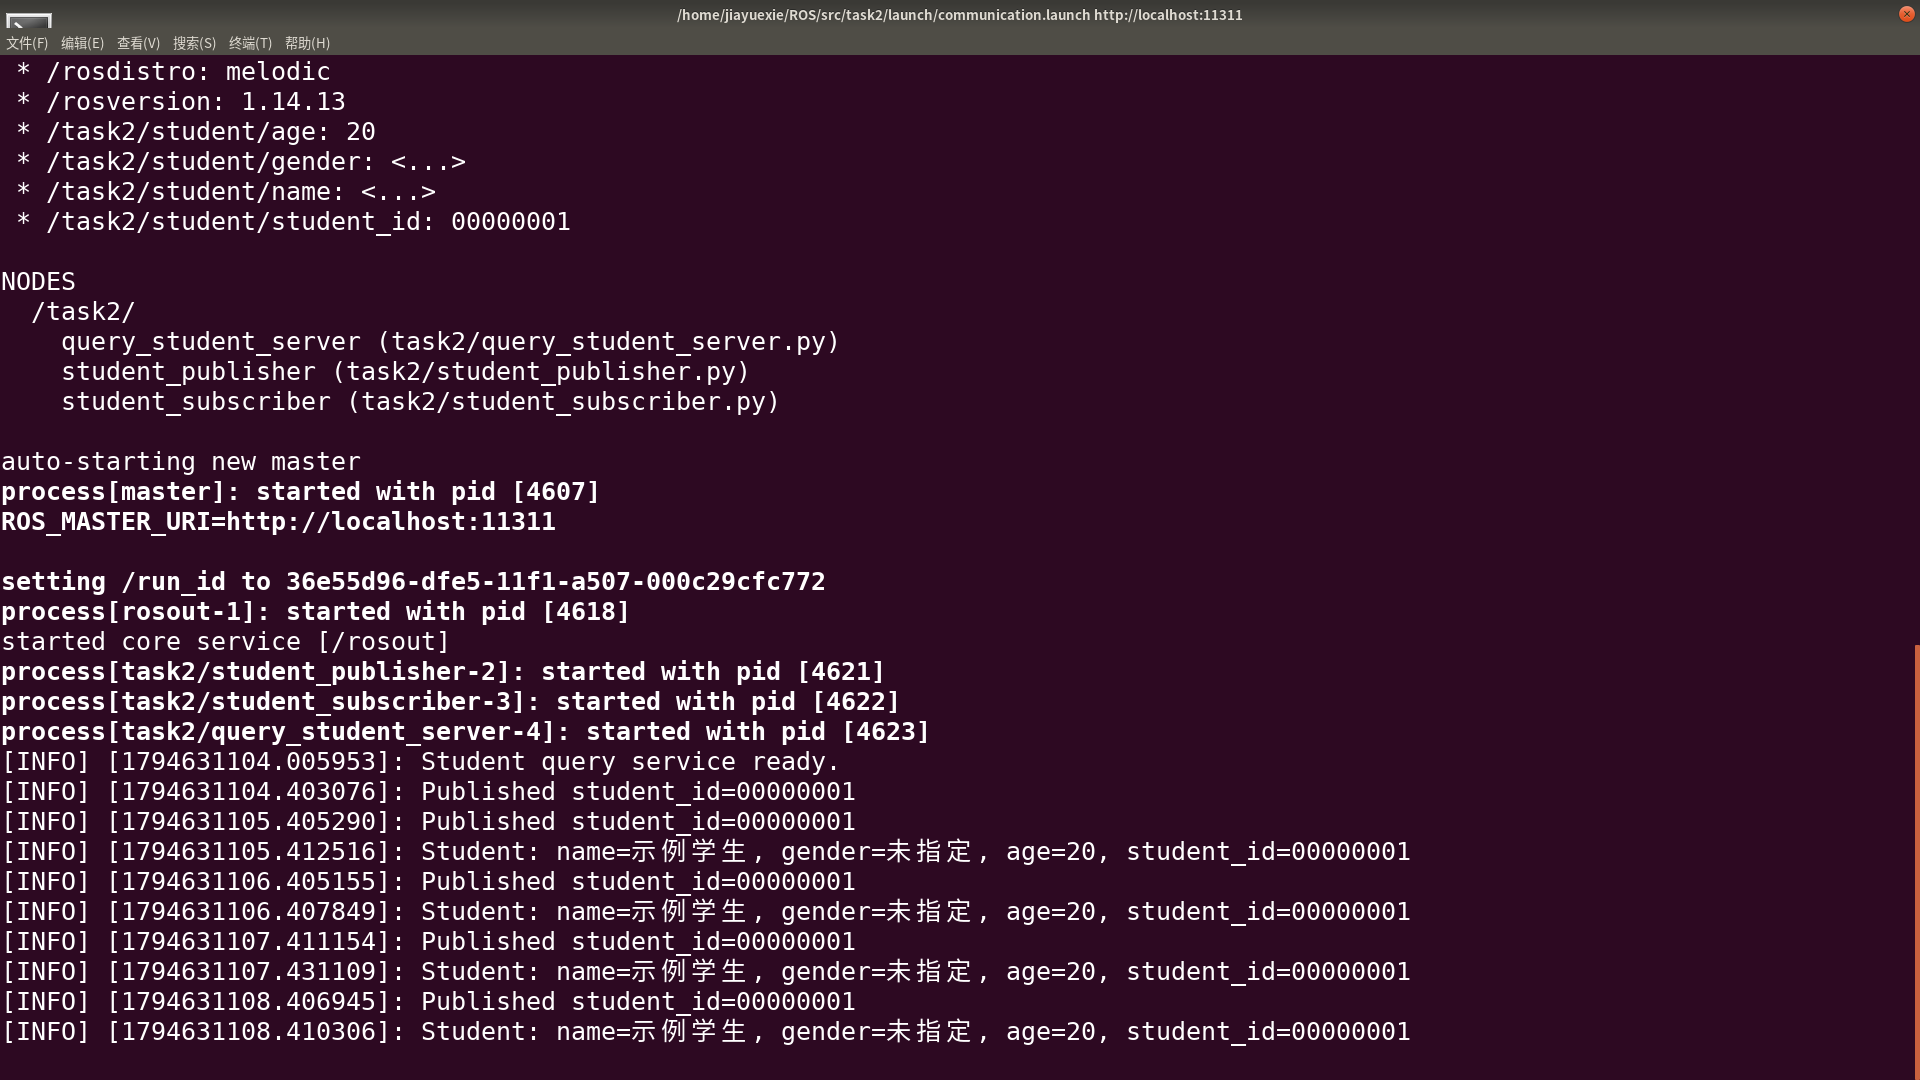 /home/jiayuexie/ROS/src/task2/launch/communication.launch http://localhost:11311
文件(F) 编辑(E) 查看(V) 搜索(S) 终端(T) 帮助(H)
 * /rosdistro: melodic
 * /rosversion: 1.14.13
 * /task2/student/age: 20
 * /task2/student/gender: <...>
 * /task2/student/name: <...>
 * /task2/student/student_id: 00000001
NODES
  /task2/
    query_student_server (task2/query_student_server.py)
    student_publisher (task2/student_publisher.py)
    student_subscriber (task2/student_subscriber.py)
auto-starting new master
process[master]: started with pid [4607]
ROS_MASTER_URI=http://localhost:11311
setting /run_id to 36e55d96-dfe5-11f1-a507-000c29cfc772
process[rosout-1]: started with pid [4618]
started core service [/rosout]
process[task2/student_publisher-2]: started with pid [4621]
process[task2/student_subscriber-3]: started with pid [4622]
process[task2/query_student_server-4]: started with pid [4623]
[INFO] [1794631104.005953]: Student query service ready.
[INFO] [1794631104.403076]: Published student_id=00000001
[INFO] [1794631105.405290]: Published student_id=00000001
[INFO] [1794631105.412516]: Student: name=示例学生, gender=未指定, age=20, student_id=00000001
[INFO] [1794631106.405155]: Published student_id=00000001
[INFO] [1794631106.407849]: Student: name=示例学生, gender=未指定, age=20, student_id=00000001
[INFO] [1794631107.411154]: Published student_id=00000001
[INFO] [1794631107.431109]: Student: name=示例学生, gender=未指定, age=20, student_id=00000001
[INFO] [1794631108.406945]: Published student_id=00000001
[INFO] [1794631108.410306]: Student: name=示例学生, gender=未指定, age=20, student_id=00000001